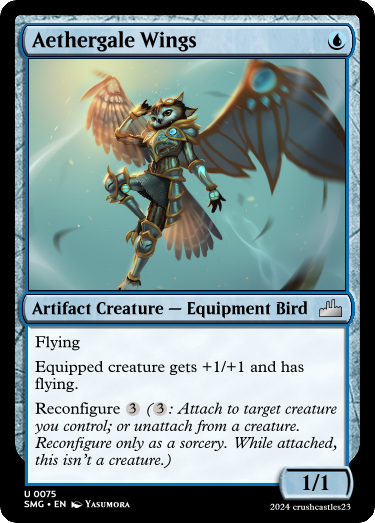 Aethergale Wings
Artifact Creature — Equipment Bird
Flying
Equipped creature gets +1/+1 and has
flying.
Reconfigure 3 (3: Attach to target creature
you control; or unattach from a creature.
Reconfigure only as a sorcery. While attached,
this isn't a creature.)
1/1
U 0075
SMG • EN Yasumora
2024 crushcastles23